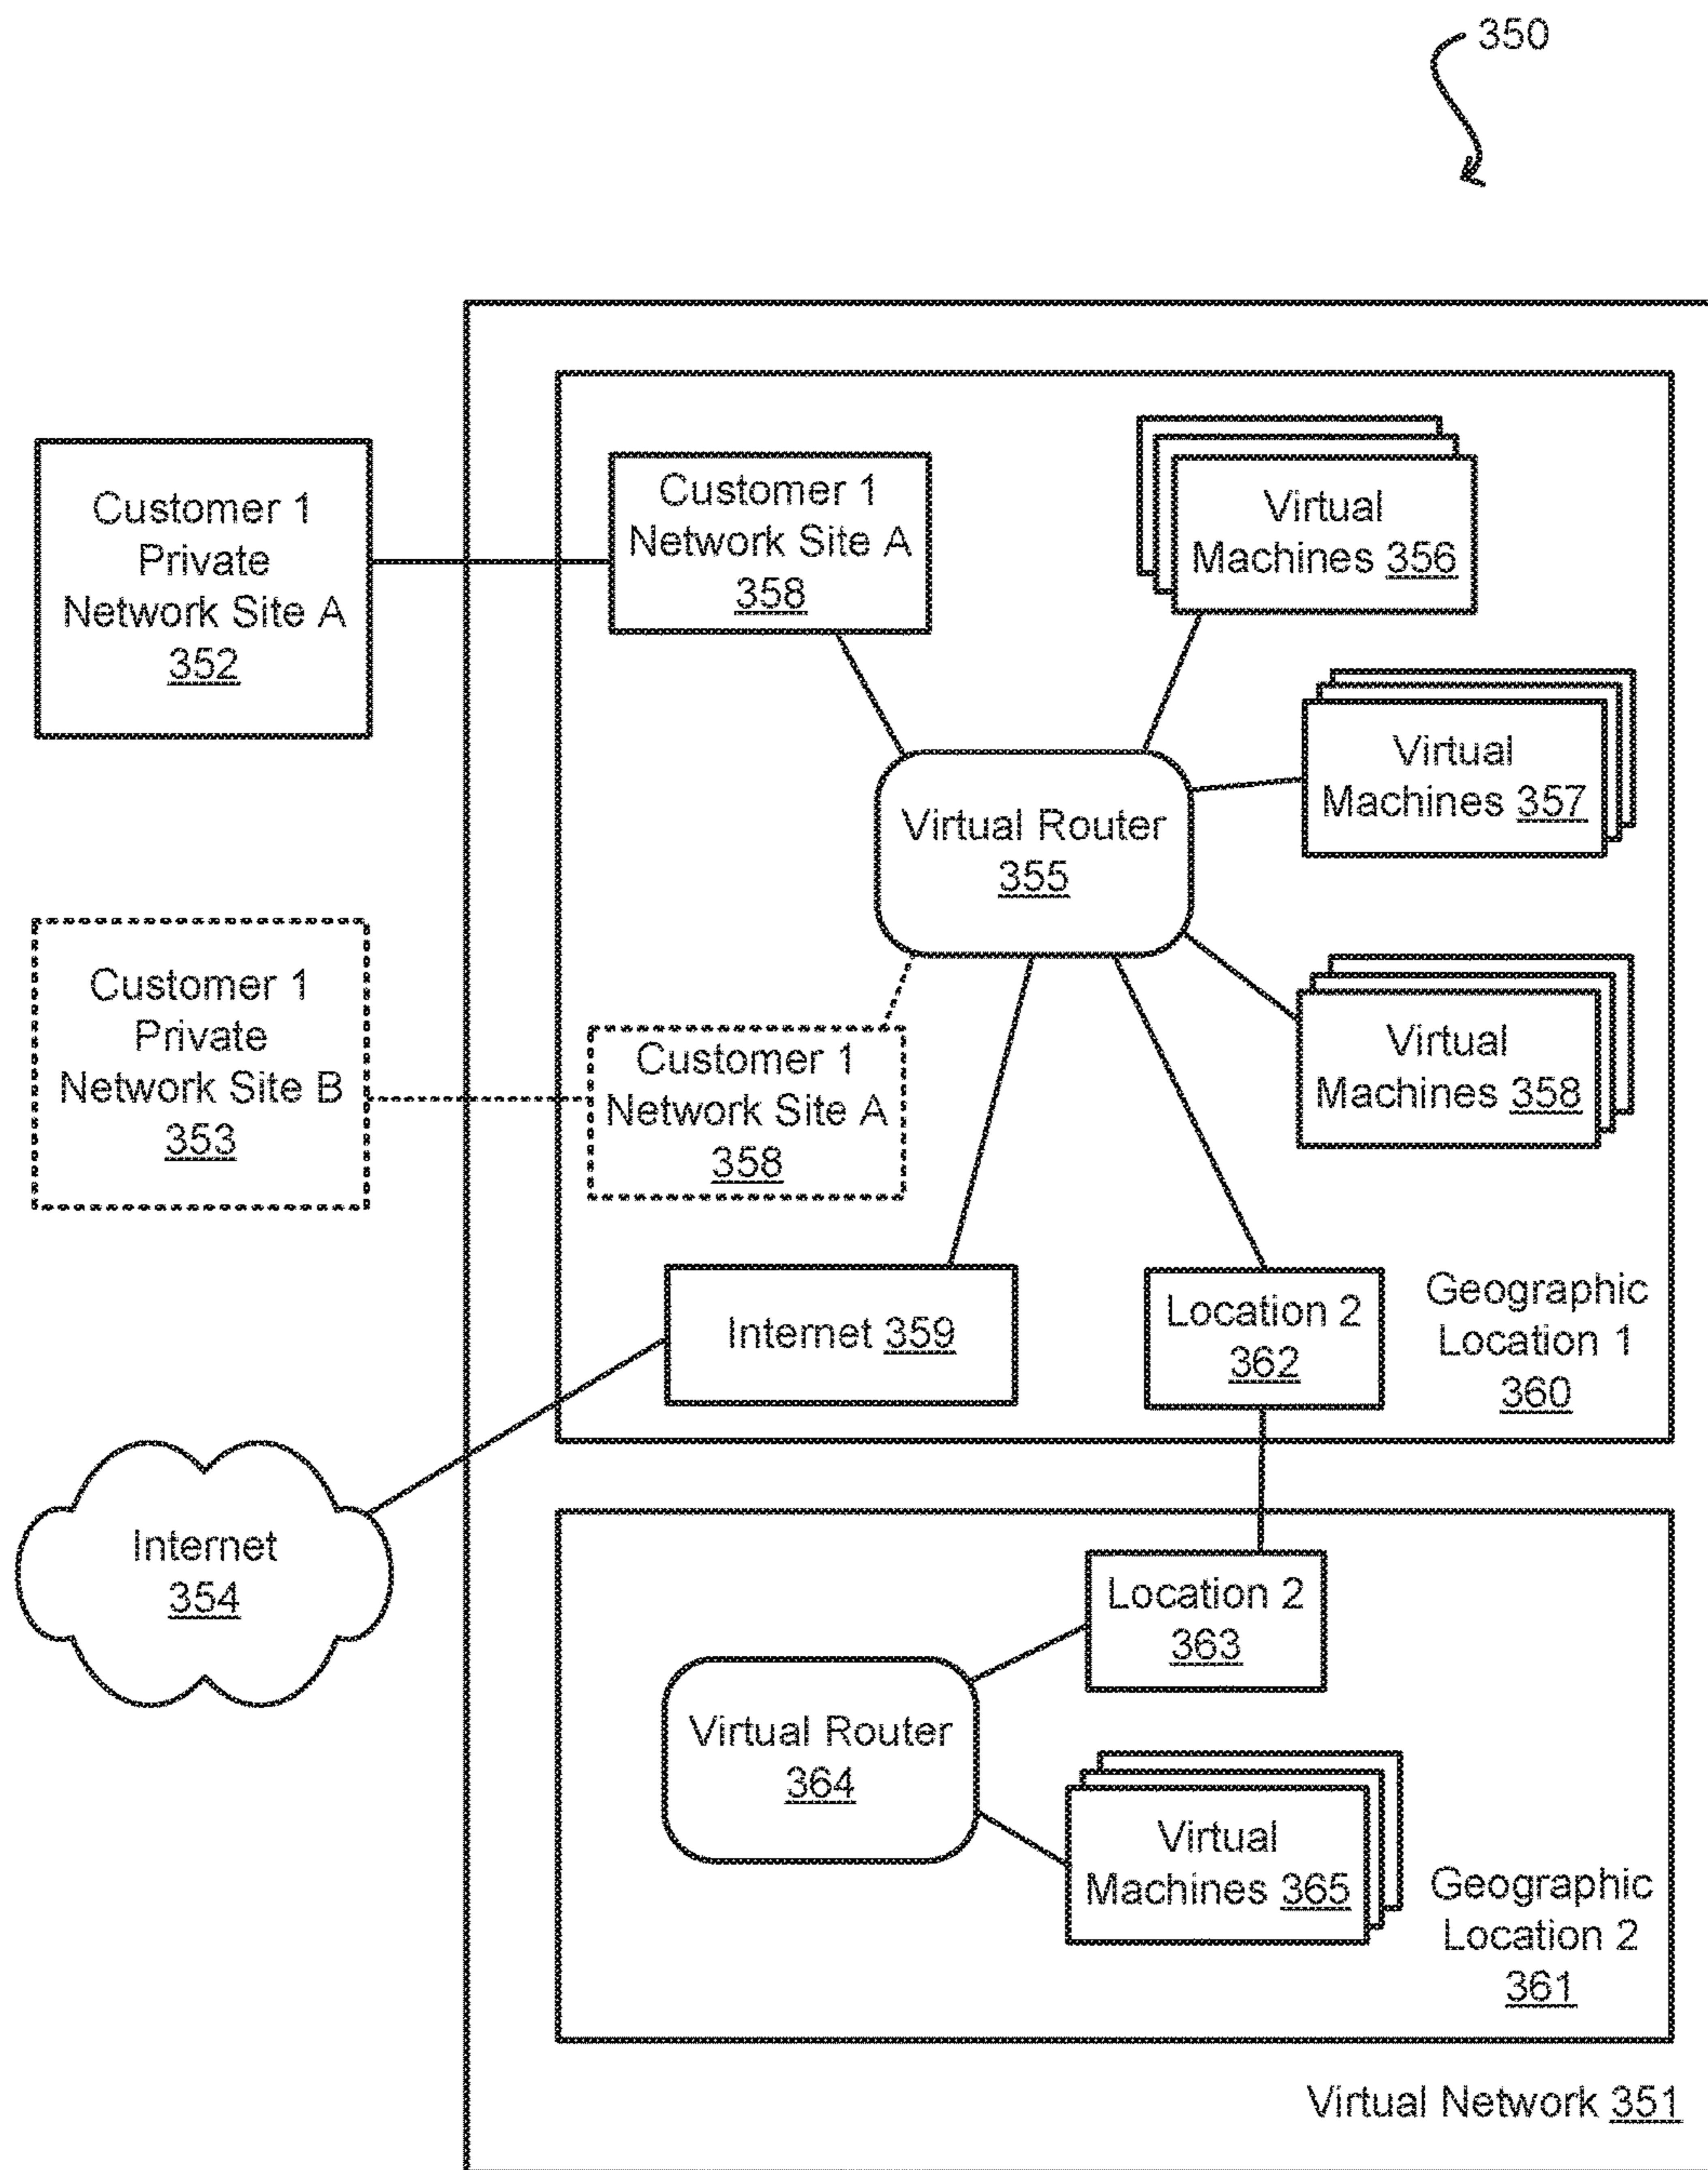 350
Customer 1
Private
Network Site A
352
Customer 1
Network Site A
358
Virtual
Machines 356
Virtual
Machines 357
Virtual Router
355
Customer 1
Private
Network Site B
353
Customer 1
Network Site A
358
Virtual
Machines 358
Internet 359
Location 2
362
Geographic
Location 1
360
Internet
354
Location 2
363
Virtual Router
364
Virtual
Machines 365
Geographic
Location 2
361
Virtual Network 351